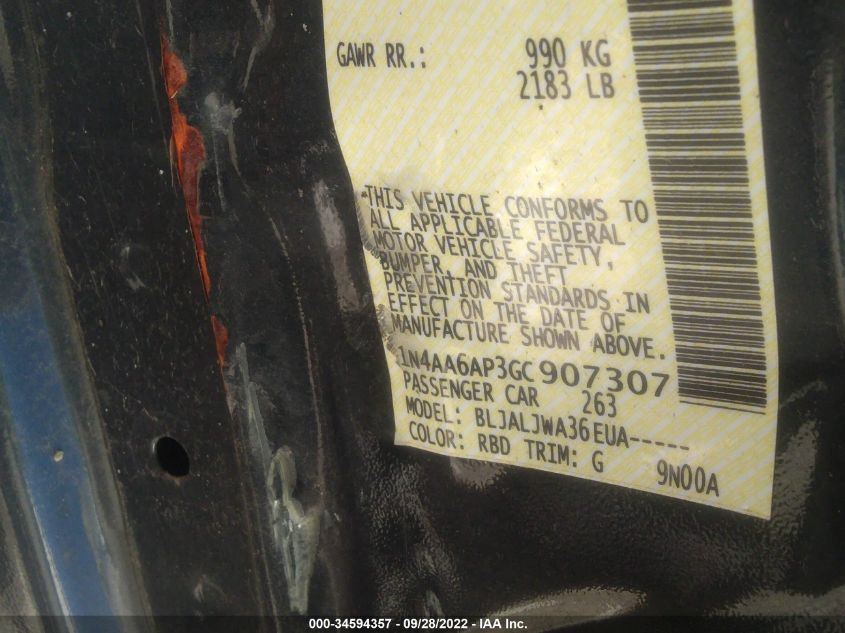 GAWR RR.: 990 KG
2183 LB
THIS VEHICLE CONFORMS TO
ALL APPLICABLE FEDERAL
MOTOR VEHICLE SAFETY,
BUMPER, AND THEFT
PREVENTION STANDARDS IN
EFFECT ON THE DATE OF
MANUFACTURE SHOWN ABOVE.
1N4AA6AP3GC907307
PASSENGER CAR 263
MODEL: BLJALJWA36EUA-----
COLOR: RBD TRIM: G 9N00A
000-34594357 / 09/28/2022 / IAA Inc.